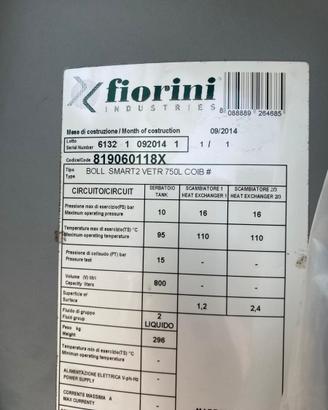 fiorini
INDUSTRIES
8 088889 264685
Mese di costruzione / Month of costruction 09/2014
Lotto
Serial Number 6132 1 092014 1 1 / 1
Codice/Code 819060118X
Tipo
Type BOLL SMART2 VETR 750L COIB #
CIRCUITO/CIRCUIT SERBATOIO TANK SCAMBIATORE 1 HEAT EXCHANGER 1 SCAMBIATORE 2/3 HEAT EXCHANGER 2/3
Pressione max di esercizio(PS) bar
Maximum operating pressure 10 16 16
Temperatura max di esercizio(TS) °C
Maximum operating temperature 95 110 110
Pressione di collaudo (PT) bar
Pressure test 15 - -
Volume (V) litri
Capacity liters 800
Superficie m²
Surface 1,2 2,4
Fluido di gruppo
Fluid group 2 LIQUIDO
Peso kg
Weight 296
Temperatura min di esercizio(TS) °C
Minimun operating temperature - -
ALIMENTAZIONE ELETTRICA V-ph-Hz
POWER SUPPLY -
CORRENTE MASSIMA A
MAX CURRENTY -